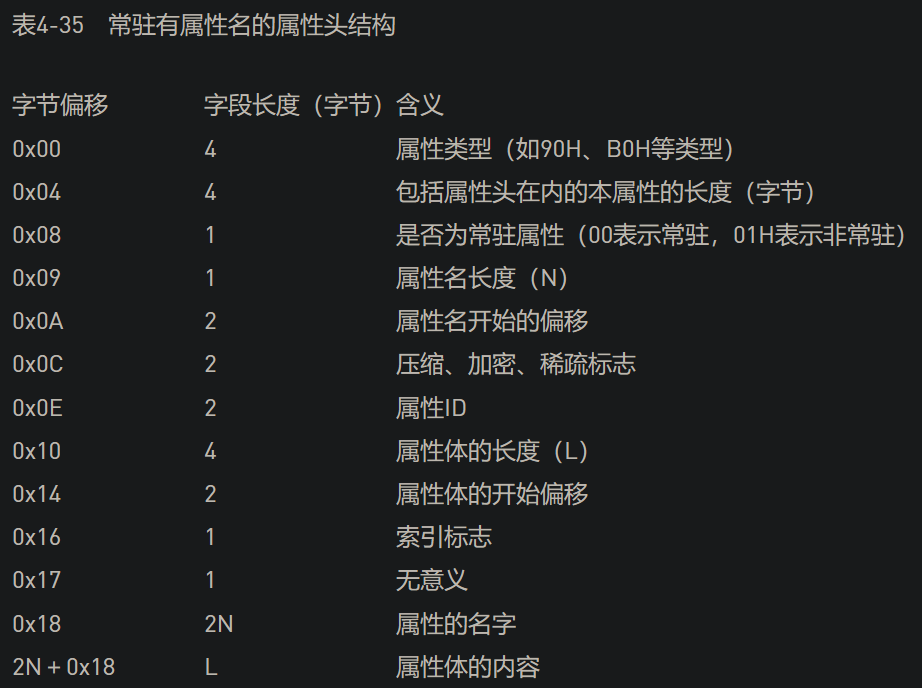 表4-35 常驻有属性名的属性头结构
字节偏移 字段长度（字节） 含义
0x00 4 属性类型（如90H、B0H等类型）
0x04 4 包括属性头在内的本属性的长度（字节）
0x08 1 是否为常驻属性（00表示常驻，01H表示非常驻）
0x09 1 属性名长度（N）
0x0A 2 属性名开始的偏移
0x0C 2 压缩、加密、稀疏标志
0x0E 2 属性ID
0x10 4 属性体的长度（L）
0x14 2 属性体的开始偏移
0x16 1 索引标志
0x17 1 无意义
0x18 2N 属性的名字
2N + 0x18 L 属性体的内容